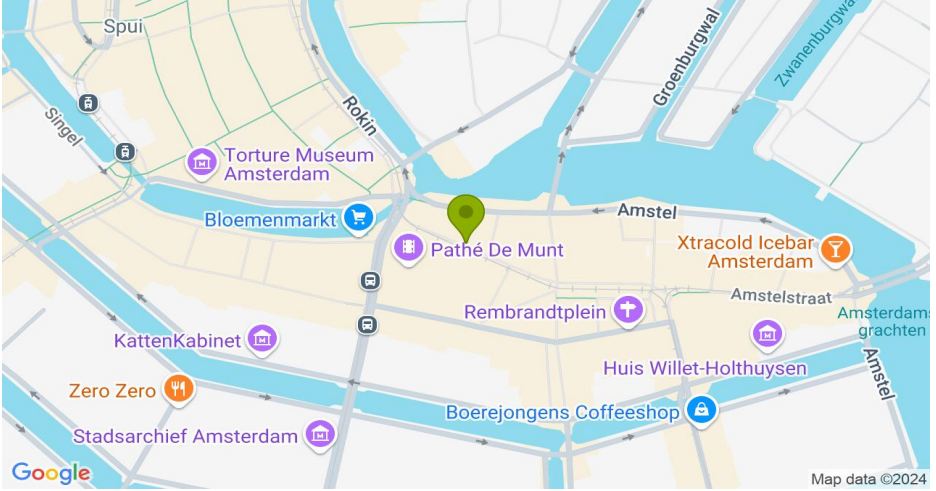 Spui
Singel
Rokin
Groenburgwal
Zwanenburgwal
Torture Museum
Amsterdam
Bloemenmarkt
Amstel
Pathé De Munt
Xtracold Icebar
Amsterdam
Amstelstraat
Rembrandtplein
Amsterdams
grachten
KattenKabinet
Huis Willet-Holthuysen
Amstel
Zero Zero
Boerejongens Coffeeshop
Stadsarchief Amsterdam
Google
Map data ©2024